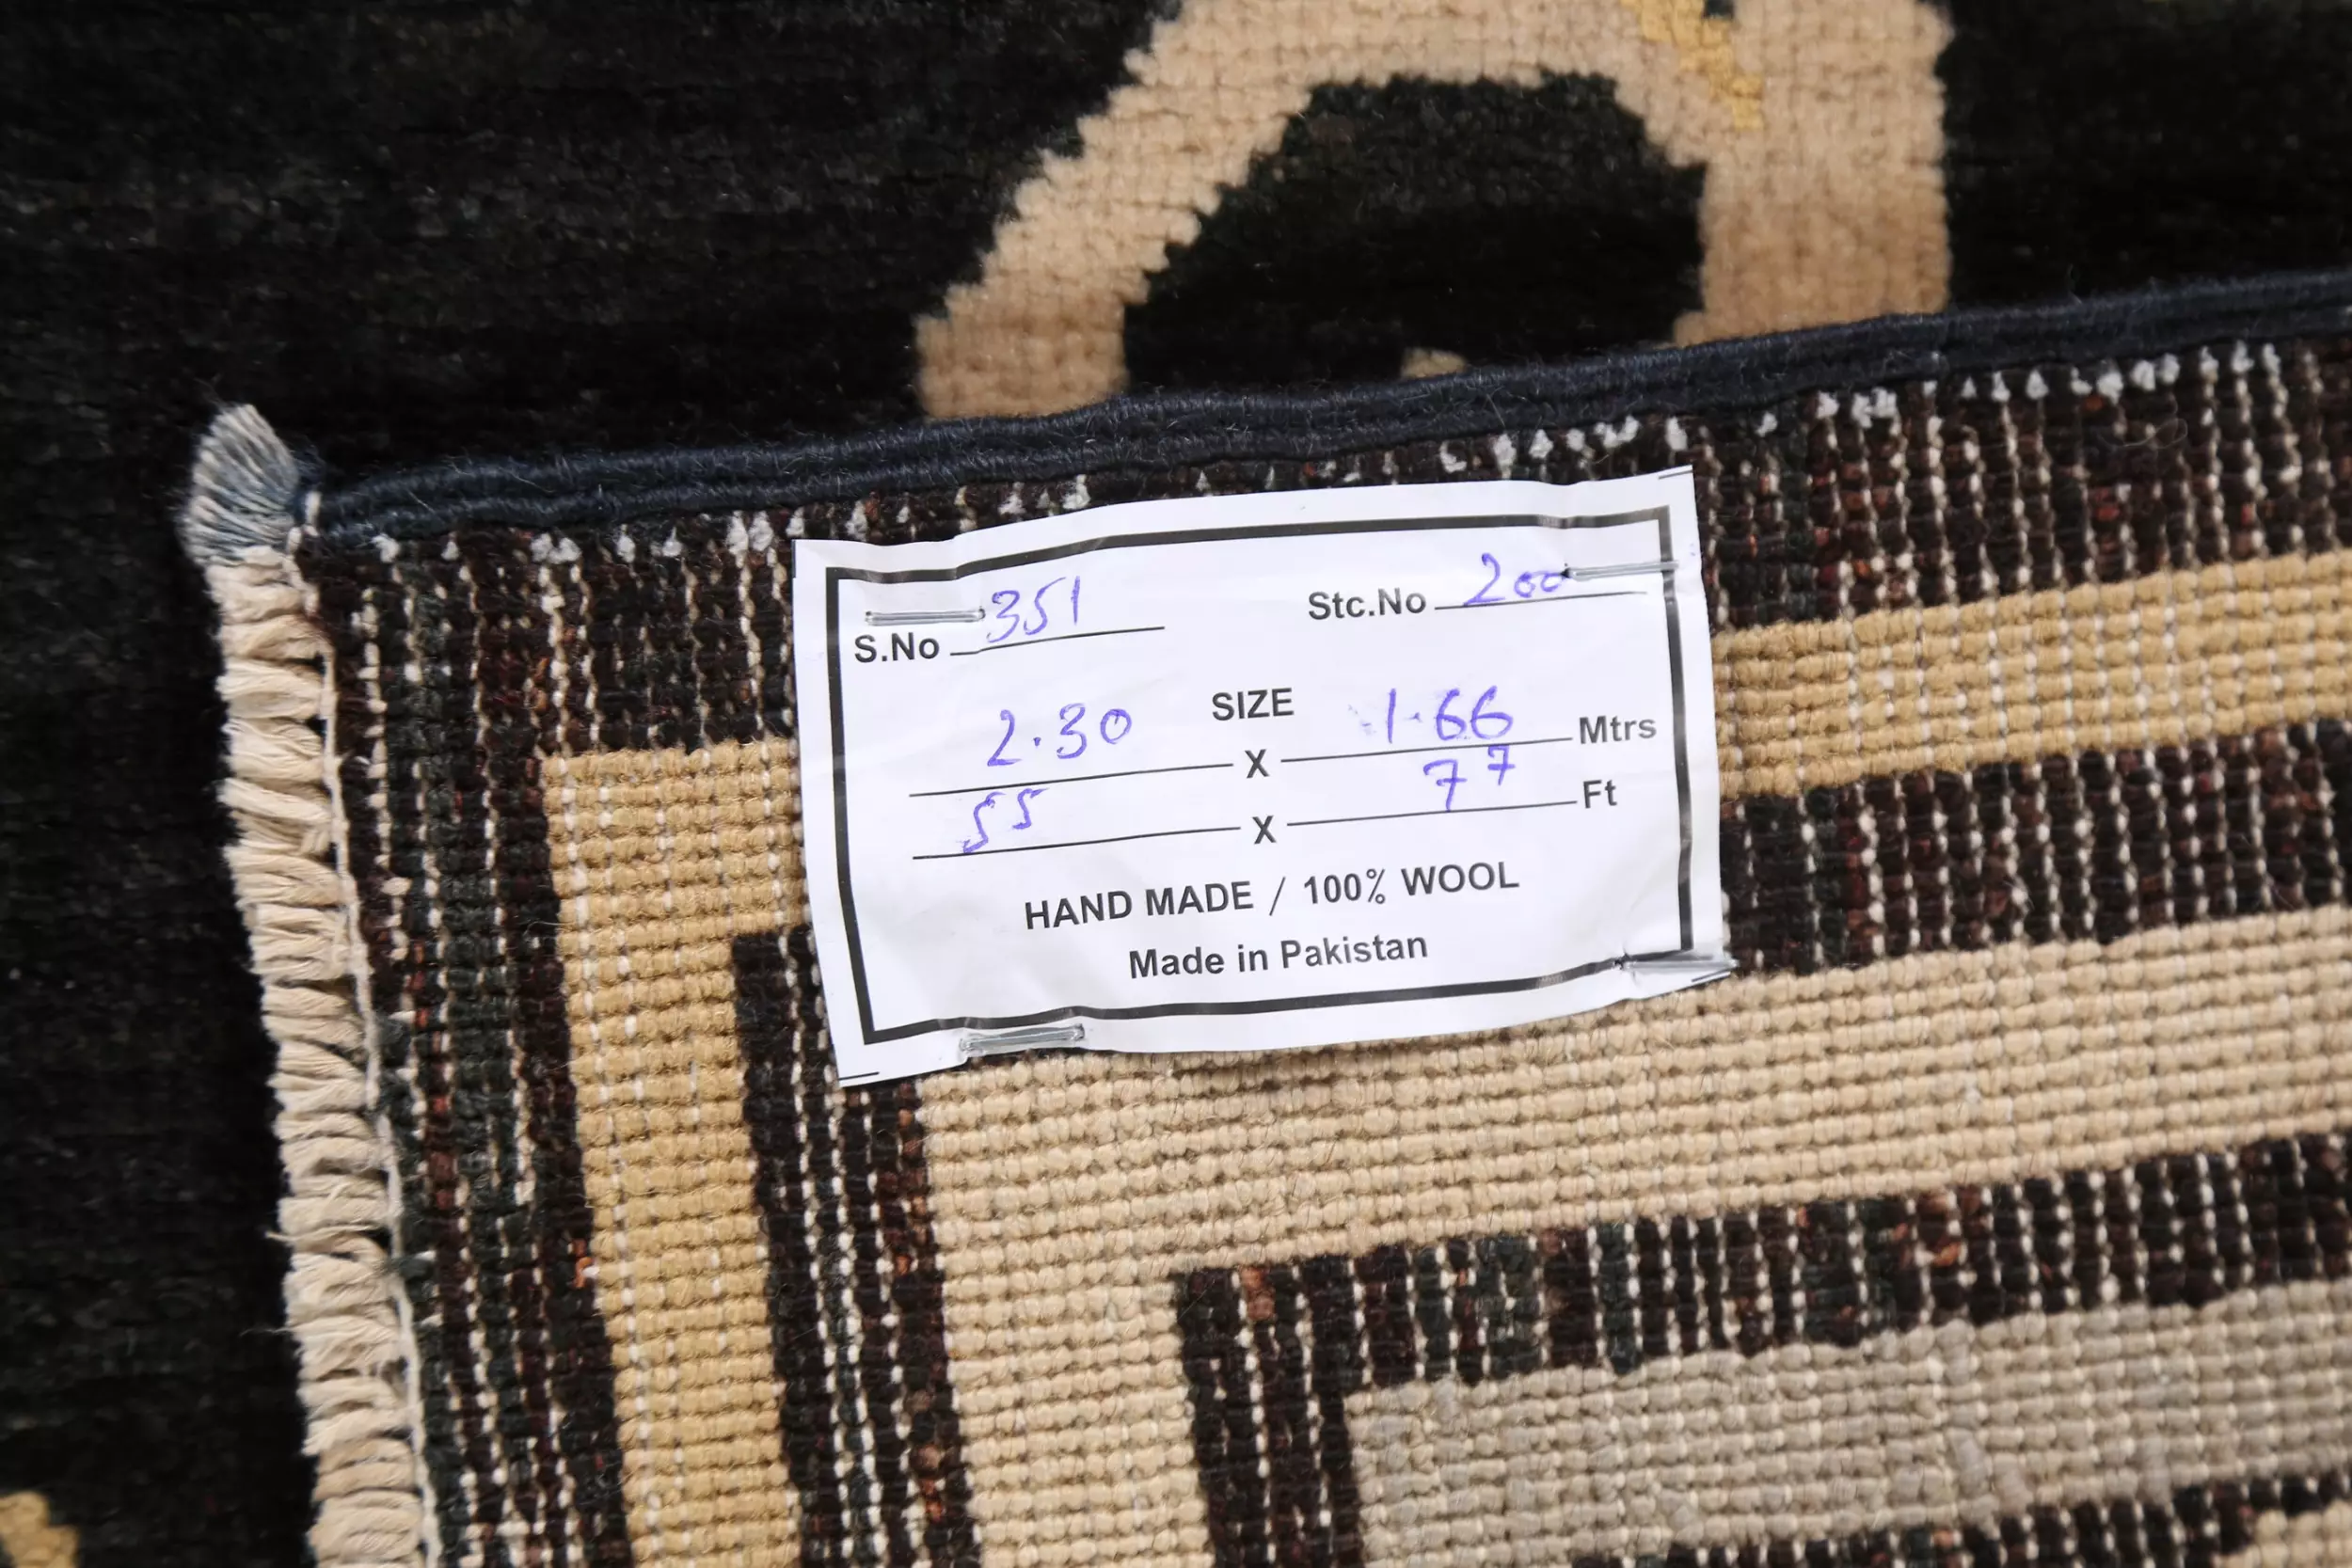 S.No 351 Stc.No 200
SIZE
2.30 X 1.66 Mtrs
5⁵ X 7⁷ Ft
HAND MADE / 100% WOOL
Made in Pakistan